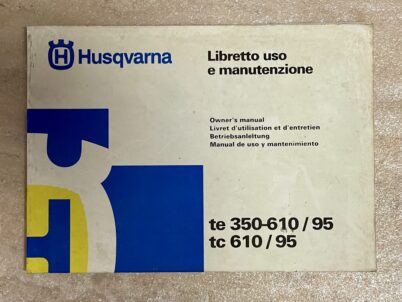 Husqvarna
Libretto uso
e manutenzione
Owner's manual
Livret d'utilisation et d'entretien
Betriebsanleitung
Manual de uso y mantenimiento
te 350-610 / 95
tc 610 / 95